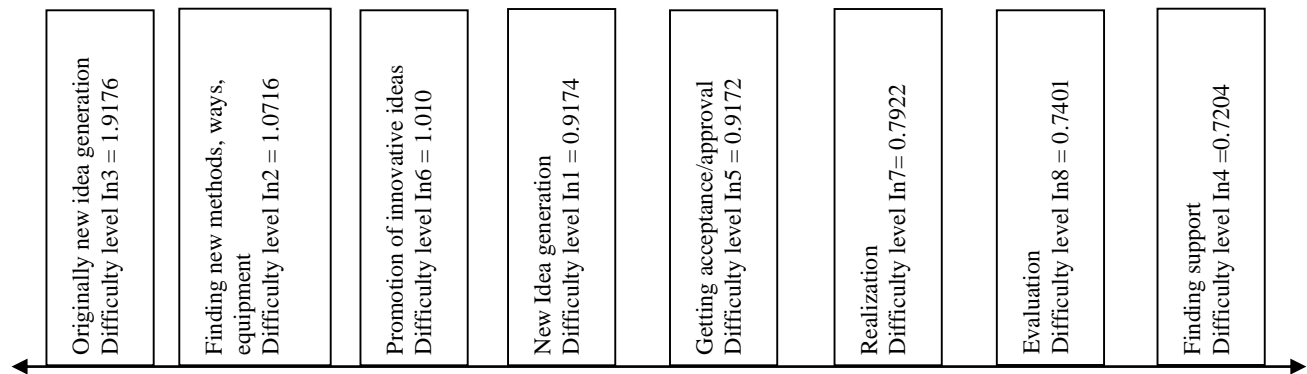 Originally new idea generation
Difficulty level In3 = 1.9176
Finding new methods, ways,
equipment
Difficulty level In2 = 1.0716
Promotion of innovative ideas
Difficulty level In6 = 1.010
New Idea generation
Difficulty level In1 = 0.9174
Getting acceptance/approval
Difficulty level In5 = 0.9172
Realization
Difficulty level In7= 0.7922
Evaluation
Difficulty level In8 = 0.7401
Finding support
Difficulty level In4 =0.7204